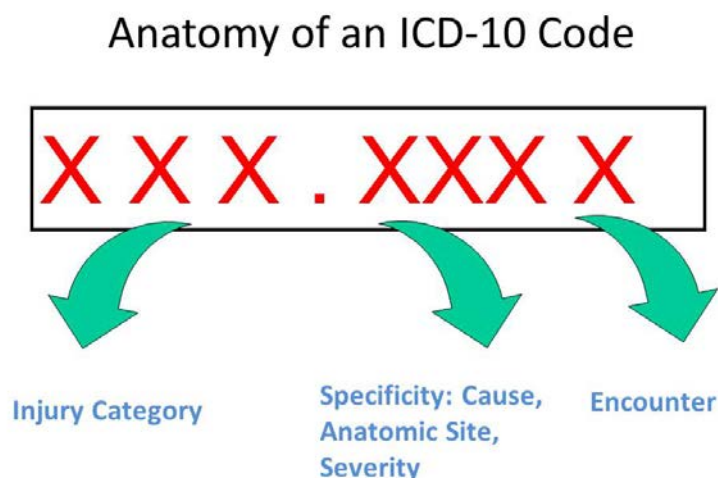 Anatomy of an ICD-10 Code
X X X . XXX X
Injury Category
Specificity: Cause,
Anatomic Site,
Severity
Encounter